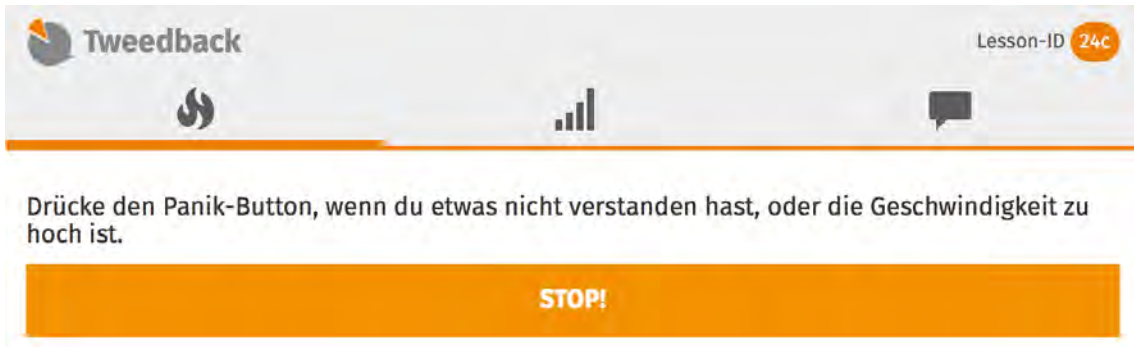 Tweedback
Lesson-ID 24c
Drücke den Panik-Button, wenn du etwas nicht verstanden hast, oder die Geschwindigkeit zu
hoch ist.
STOP!